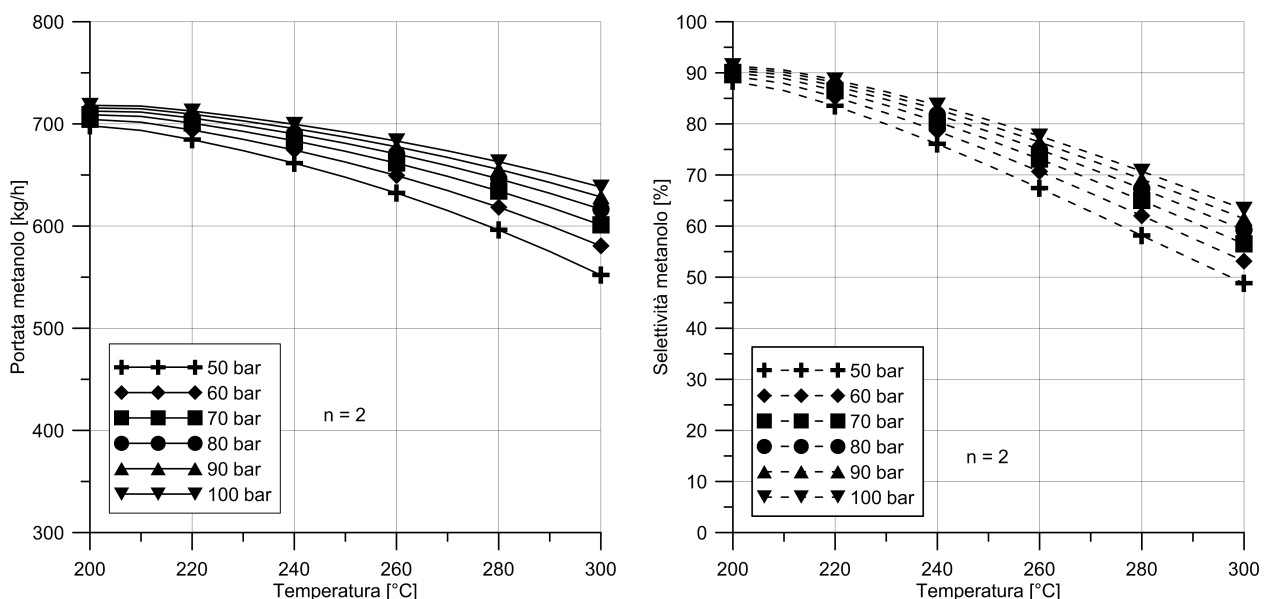 800
700
600
500
400
300
Portata metanolo [kg/h]
50 bar
60 bar
70 bar
80 bar
90 bar
100 bar
n = 2
200
220
240
260
280
300
Temperatura [°C]
100
90
80
70
60
50
40
30
20
10
0
Selettività metanolo [%]
50 bar
60 bar
70 bar
80 bar
90 bar
100 bar
n = 2
200
220
240
260
280
300
Temperatura [°C]